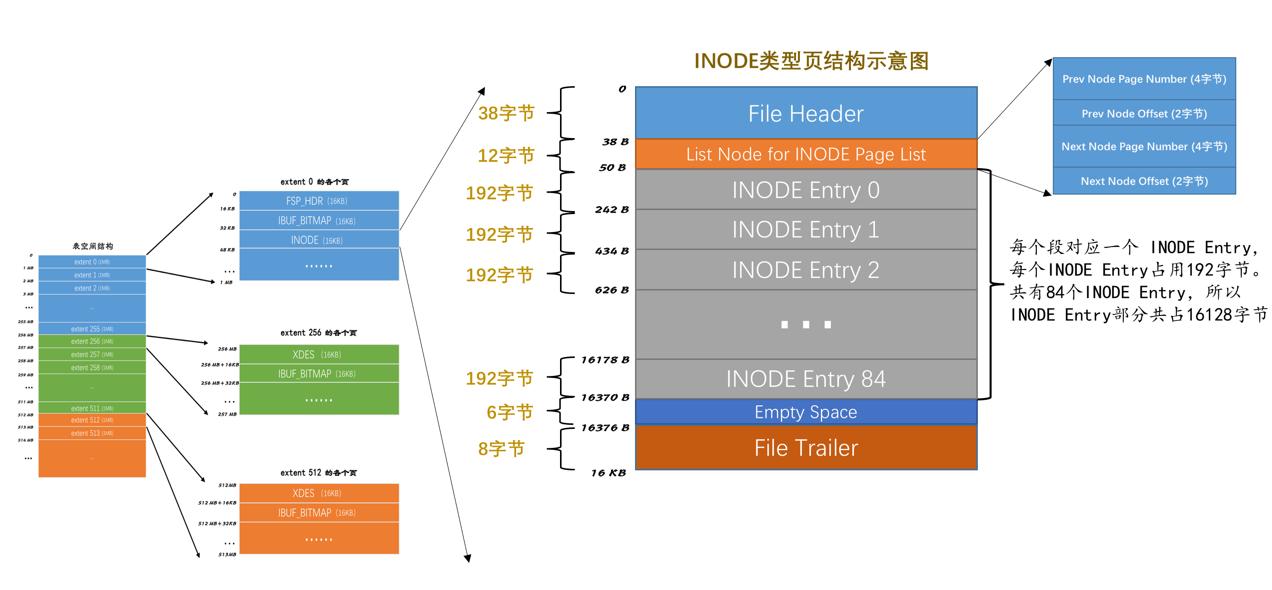 表空间结构
0
extent 0 (1MB)
1 MB
extent 1 (1MB)
2 MB
extent 2 (1MB)
3 MB
...
...
255 MB
extent 255 (1MB)
256 MB
extent 256 (1MB)
257 MB
extent 257 (1MB)
258 MB
extent 258 (1MB)
259 MB
...
...
511 MB
extent 511 (1MB)
512 MB
extent 512 (1MB)
513 MB
extent 513 (1MB)
514 MB
...
...
extent 0 的各个页
0
FSP_HDR (16KB)
16 KB
IBUF_BITMAP (16KB)
32 KB
INODE (16KB)
48 KB
......
...
1 MB
extent 256 的各个页
256 MB
XDES (16KB)
256 MB+16KB
IBUF_BITMAP (16KB)
256 MB+32KB
......
...
257 MB
extent 512 的各个页
512MB
XDES (16KB)
512 MB+16KB
IBUF_BITMAP (16KB)
512 MB+32KB
......
...
513MB
INODE类型页结构示意图
0
38字节
File Header
38 B
12字节
List Node for INODE Page List
50 B
192字节
INODE Entry 0
242 B
192字节
INODE Entry 1
434 B
192字节
INODE Entry 2
626 B
...
16178 B
192字节
INODE Entry 84
16370 B
6字节
Empty Space
16376 B
8字节
File Trailer
16 KB
Prev Node Page Number (4字节)
Prev Node Offset (2字节)
Next Node Page Number (4字节)
Next Node Offset (2字节)
每个段对应一个 INODE Entry,
每个INODE Entry占用192字节。
共有84个INODE Entry, 所以
INODE Entry部分共占16128字节